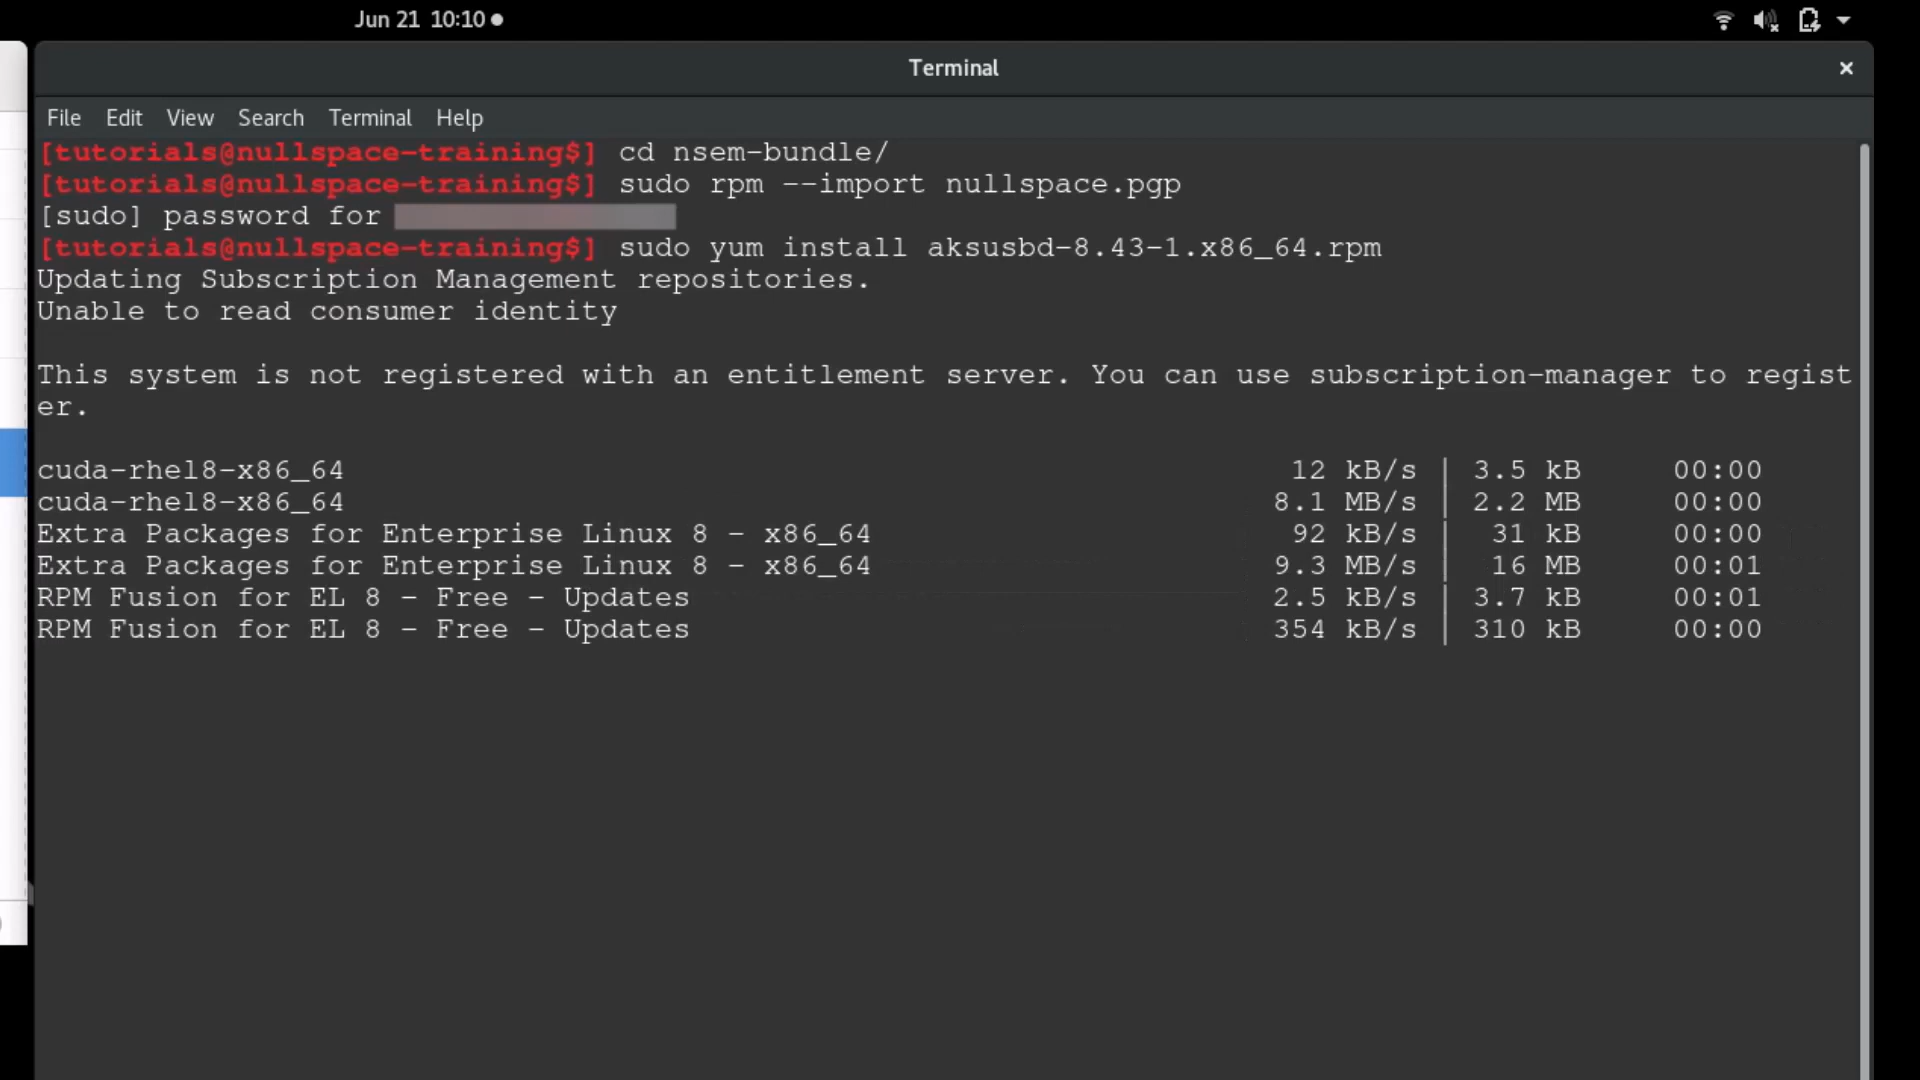 Jun 21 10:10
Terminal
File Edit View Search Terminal Help
[tutorials@nullspace-training$] cd nsem-bundle/
[tutorials@nullspace-training$] sudo rpm --import nullspace.pgp
[sudo] password for
[tutorials@nullspace-training$] sudo yum install aksusbd-8.43-1.x86_64.rpm
Updating Subscription Management repositories.
Unable to read consumer identity
This system is not registered with an entitlement server. You can use subscription-manager to regist
er.
cuda-rhel8-x86_64 12 kB/s | 3.5 kB 00:00
cuda-rhel8-x86_64 8.1 MB/s | 2.2 MB 00:00
Extra Packages for Enterprise Linux 8 - x86_64 92 kB/s | 31 kB 00:00
Extra Packages for Enterprise Linux 8 - x86_64 9.3 MB/s | 16 MB 00:01
RPM Fusion for EL 8 - Free - Updates 2.5 kB/s | 3.7 kB 00:01
RPM Fusion for EL 8 - Free - Updates 354 kB/s | 310 kB 00:00